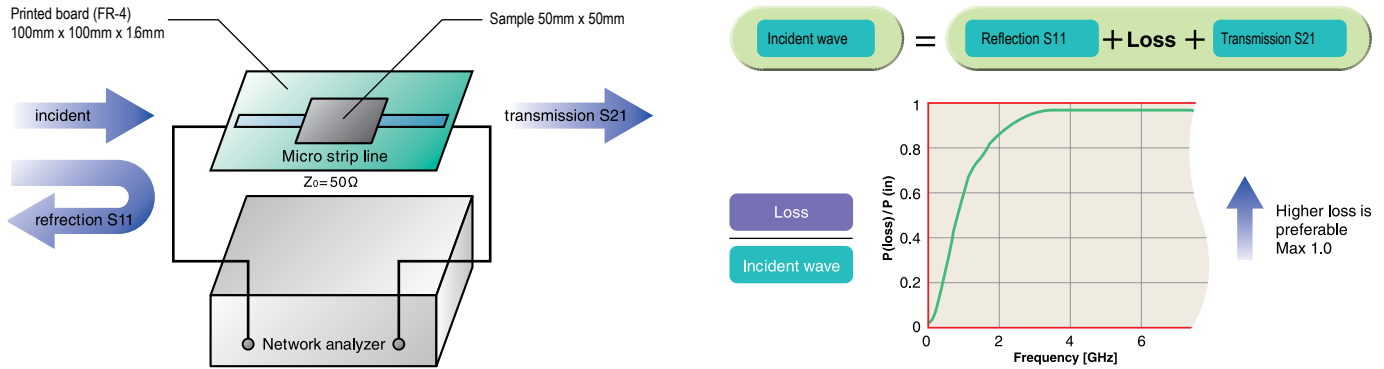 Printed board (FR-4)
100mm x 100mm x 1.6mm
Sample 50mm x 50mm
incident
transmission S21
refrection S11
Micro strip line
Z0=50Ω
Network analyzer
Incident wave = Reflection S11 + Loss + Transmission S21
Loss
Incident wave
P(loss) / P (in)
1
0.8
0.6
0.4
0.2
0
0 2 4 6
Frequency [GHz]
Higher loss is
preferable
Max 1.0